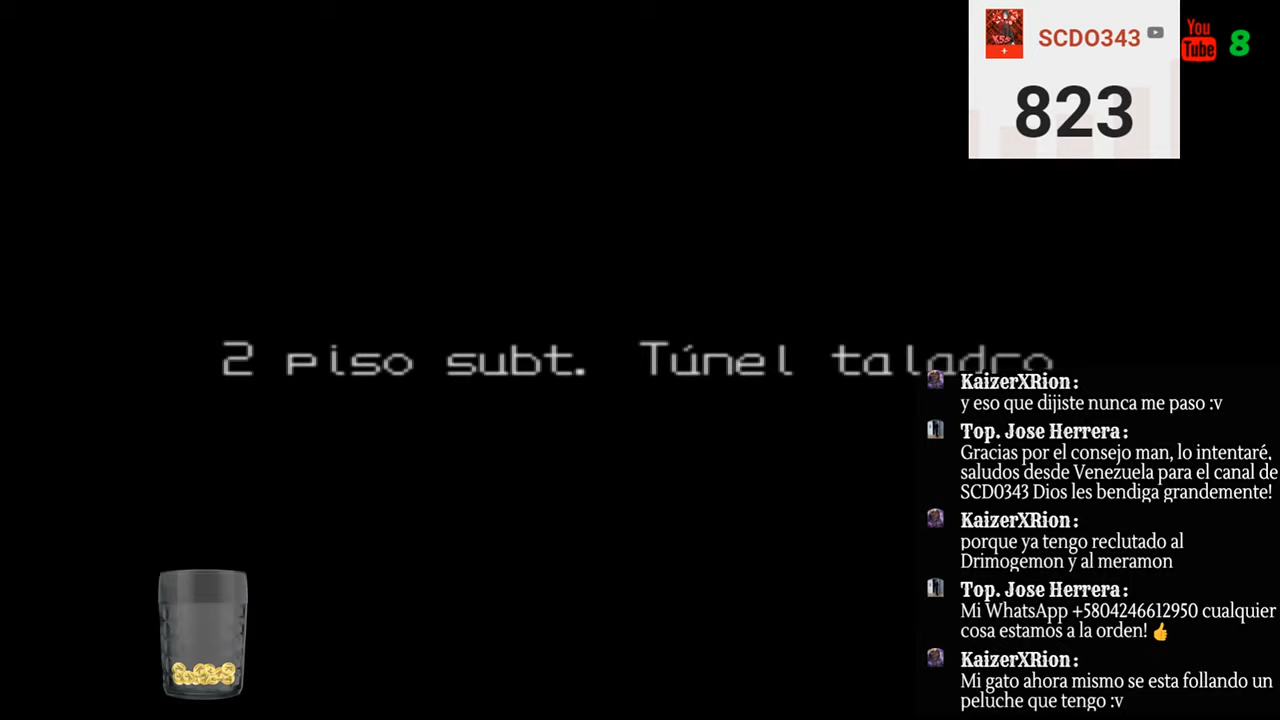 SCDO343
You
Tube
8
823
2 piso subt. Túnel taladro
KaizerXRion:
y eso que dijiste nunca me paso :v
Top. Jose Herrera:
Gracias por el consejo man, lo intentaré,
saludos desde Venezuela para el canal de
SCD0343 Dios les bendiga grandemente!
KaizerXRion:
porque ya tengo reclutado al
Drimogemon y al meramon
Top. Jose Herrera:
Mi WhatsApp +5804246612950 cualquier
cosa estamos a la orden! 👍
KaizerXRion:
Mi gato ahora mismo se esta follando un
peluche que tengo :v